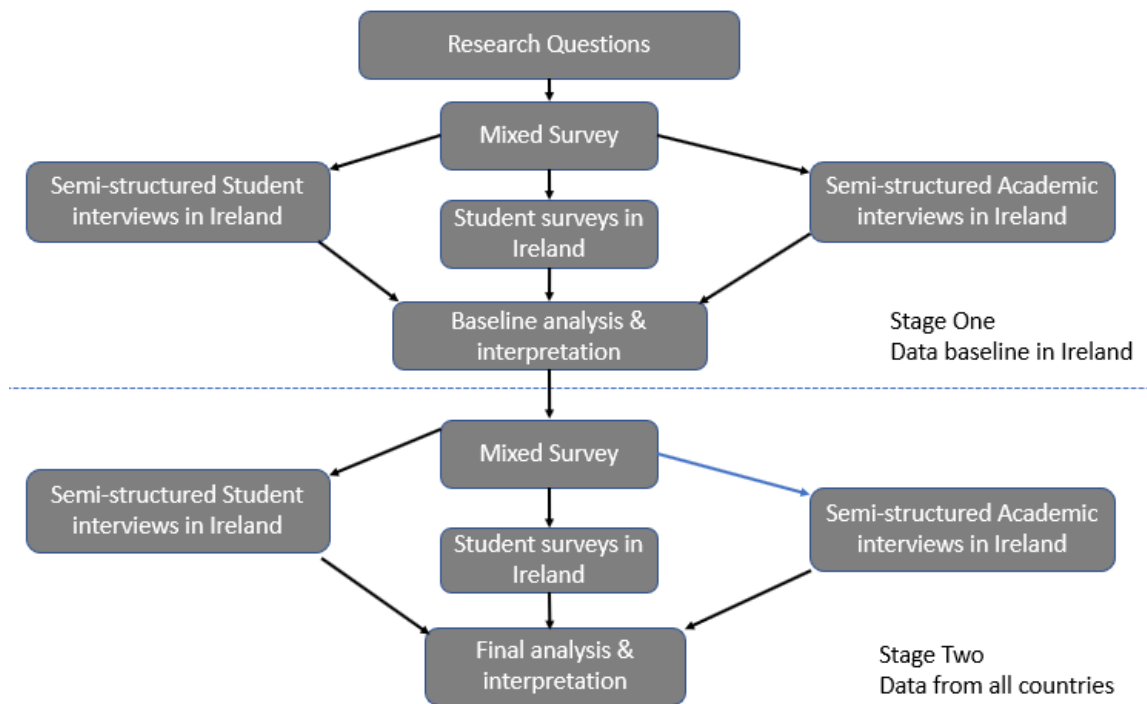 Research Questions
Mixed Survey
Semi-structured Student
interviews in Ireland
Student surveys in
Ireland
Semi-structured Academic
interviews in Ireland
Baseline analysis &
interpretation
Stage One
Data baseline in Ireland
Mixed Survey
Semi-structured Student
interviews in Ireland
Student surveys in
Ireland
Semi-structured Academic
interviews in Ireland
Final analysis &
interpretation
Stage Two
Data from all countries